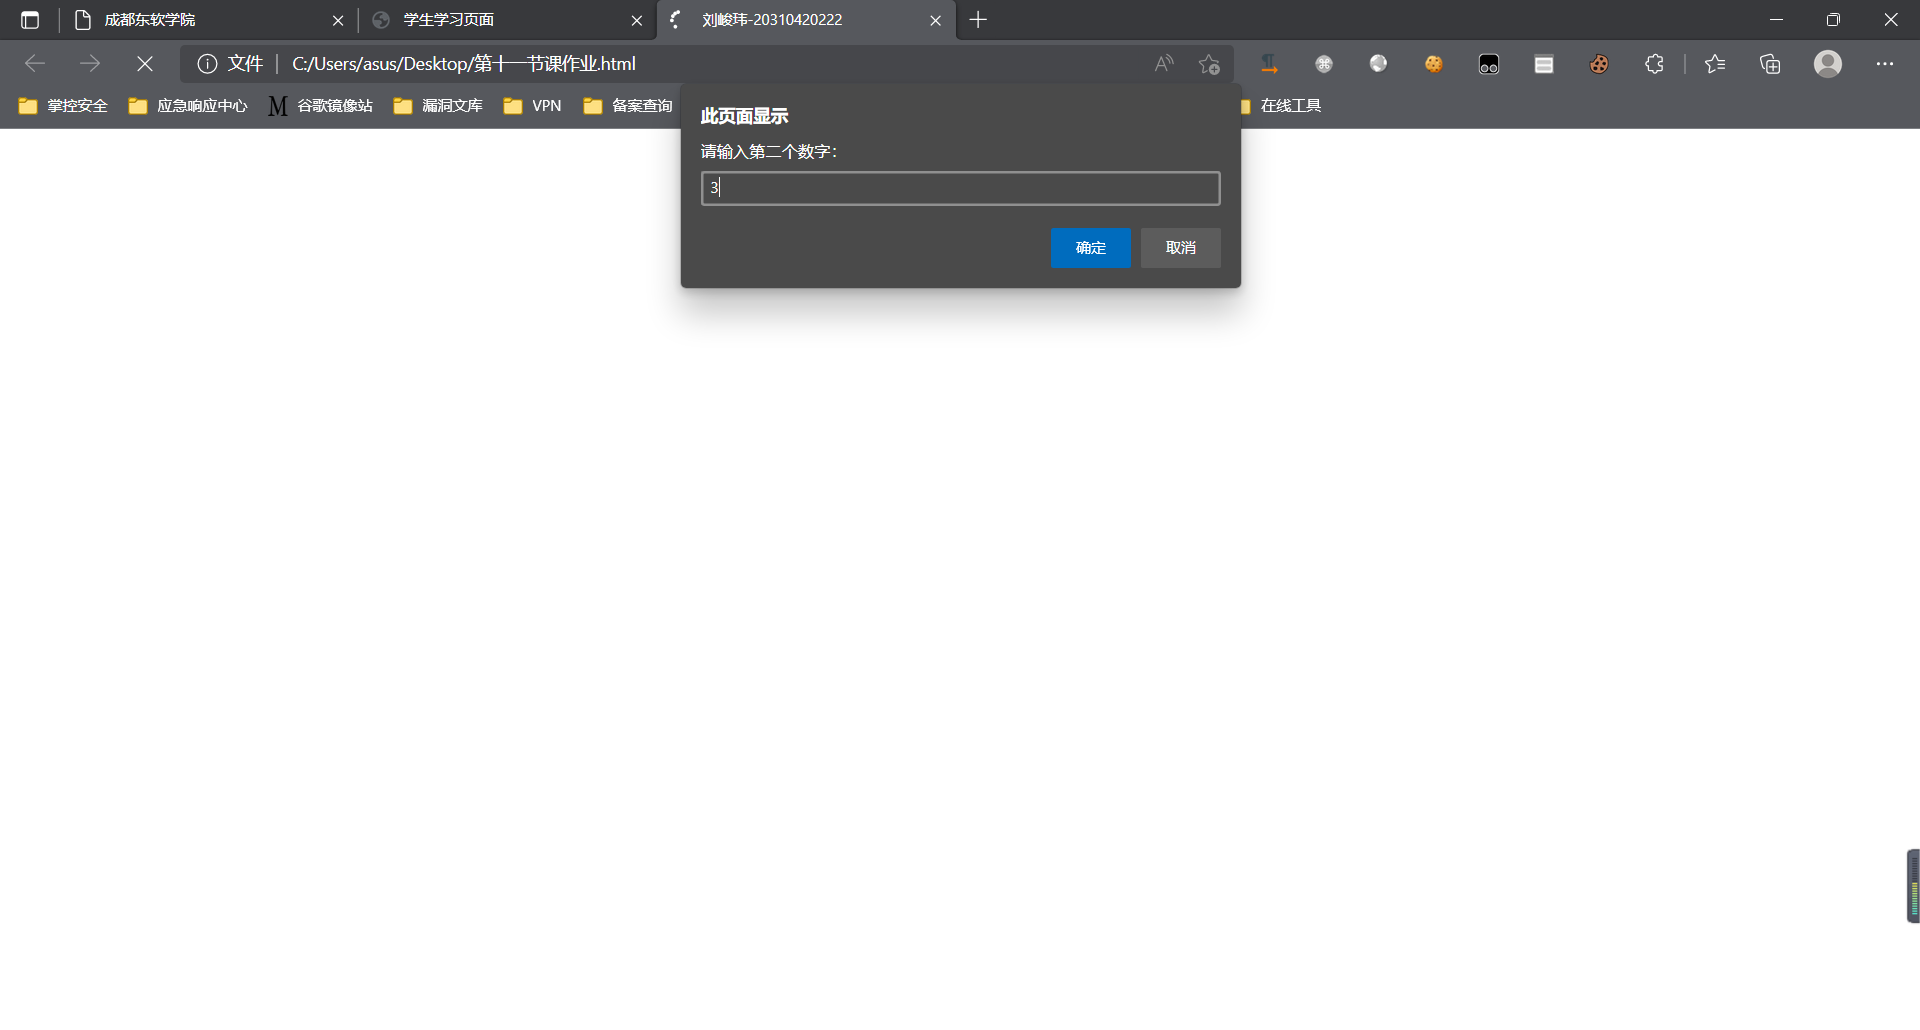 成都东软学院
学生学习页面
刘峻玮-20310420222
文件
C:/Users/asus/Desktop/第十一节课作业.html
掌控安全
应急响应中心
M 谷歌镜像站
漏洞文库
VPN
备案查询
在线工具
此页面显示
请输入第二个数字：
3
确定
取消